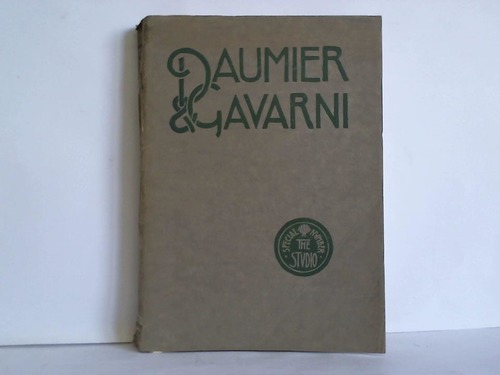 DAUMIER
& GAVARNI
SPECIAL NUMBER
THE
STVDIO